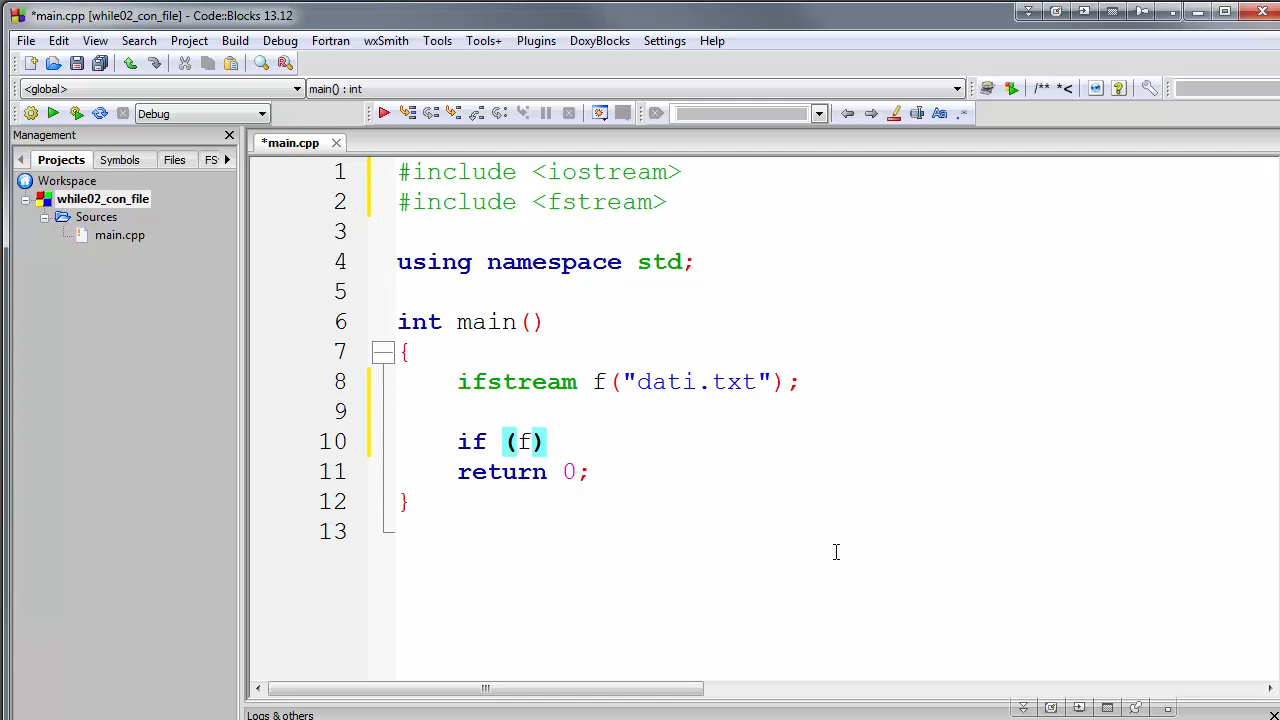 *main.cpp [while02_con_file] - Code::Blocks 13.12
File Edit View Search Project Build Debug Fortran wxSmith Tools Tools+ Plugins DoxyBlocks Settings Help
<global> main() : int
/** *<
Debug
Management
Projects Symbols Files FS
*main.cpp
Workspace
while02_con_file
Sources
main.cpp
1 #include <iostream>
2 #include <fstream>
3
4 using namespace std;
5
6 int main()
7 {
8 ifstream f("dati.txt");
9
10 if (f)
11 return 0;
12 }
13
Logs & others